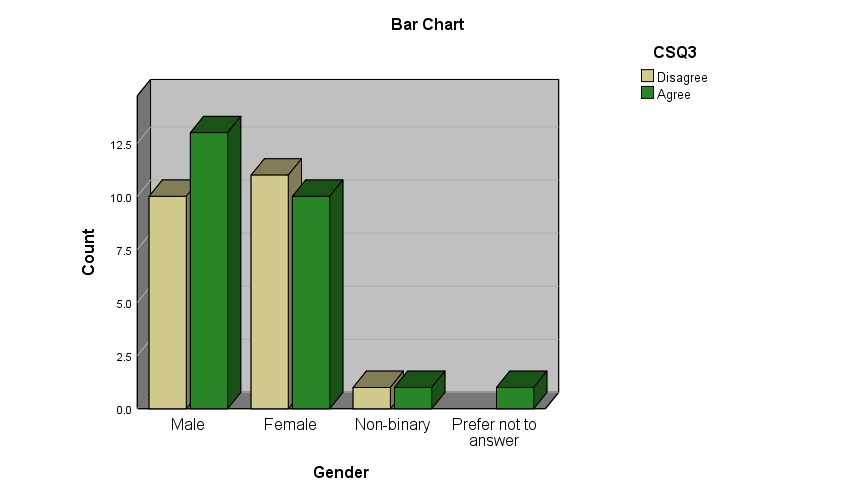 Bar Chart
CSQ3
Disagree
Agree
Count
12.5
10.0
7.5
5.0
2.5
0.0
Male
Female
Non-binary
Prefer not to
answer
Gender